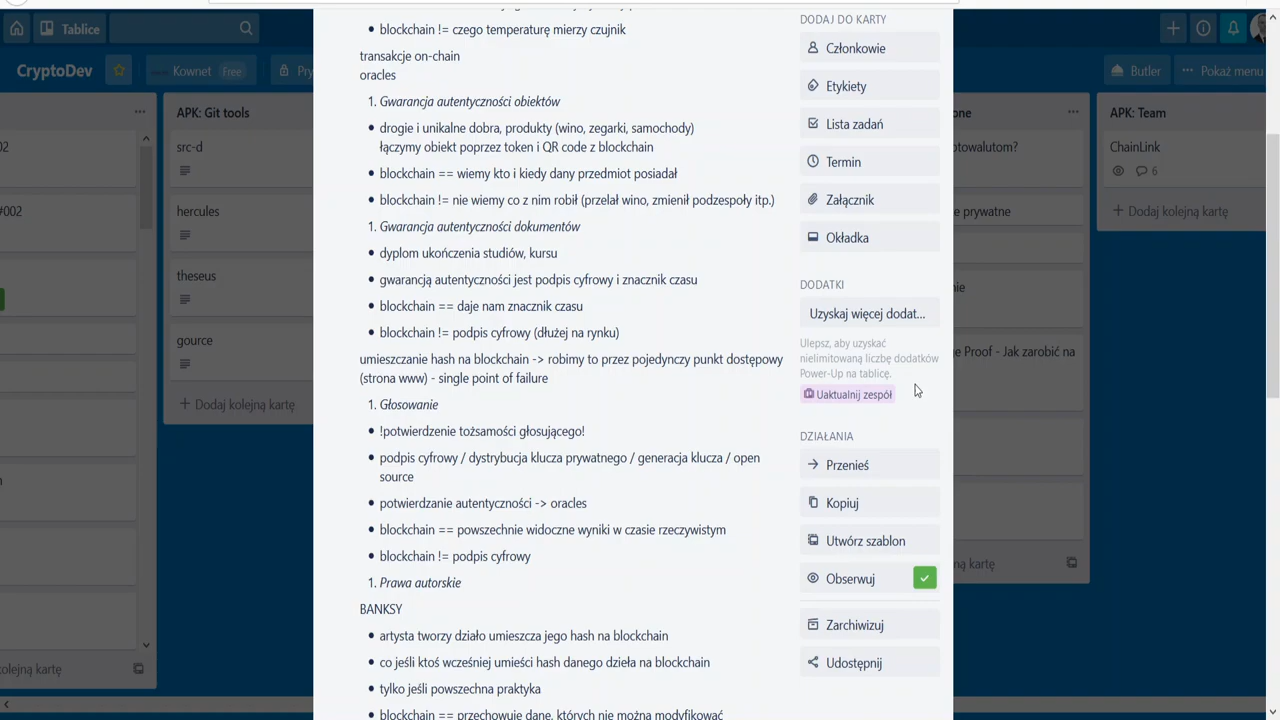 Tablice
CryptoDev
Kownet
Free
Butler
Pokaż menu
#002
olejną kartę
APK: Git tools
src-d
hercules
theseus
gource
Dodaj kolejną kartę
blockchain != czego temperaturę mierzy czujnik
transakcje on-chain
oracles
1. Gwarancja autentyczności obiektów
drogie i unikalne dobra, produkty (wino, zegarki, samochody)
łączymy obiekt poprzez token i QR code z blockchain
blockchain == wiemy kto i kiedy dany przedmiot posiadał
blockchain != nie wiemy co z nim robił (przelał wino, zmienił podzespoły itp.)
1. Gwarancja autentyczności dokumentów
dyplom ukończenia studiów, kursu
gwarancją autentyczności jest podpis cyfrowy i znacznik czasu
blockchain == daje nam znacznik czasu
blockchain != podpis cyfrowy (dłużej na rynku)
umieszczanie hash na blockchain -> robimy to przez pojedynczy punkt dostępowy
(strona www) - single point of failure
1. Głosowanie
!potwierdzenie tożsamości głosującego!
podpis cyfrowy / dystrybucja klucza prywatnego / generacja klucza / open
source
potwierdzanie autentyczności -> oracles
blockchain == powszechnie widoczne wyniki w czasie rzeczywistym
blockchain != podpis cyfrowy
1. Prawa autorskie
BANKSY
artysta tworzy działo umieszcza jego hash na blockchain
co jeśli ktoś wcześniej umieści hash danego dzieła na blockchain
tylko jeśli powszechna praktyka
blockchain == przechowuje dane, których nie można modyfikować
DODAJ DO KARTY
Członkowie
Etykiety
Lista zadań
Termin
Załącznik
Okładka
DODATKI
Uzyskaj więcej dodat...
Ulepsz, aby uzyskać
nielimitowaną liczbę dodatków
Power-Up na tablicę.
Uaktualnij zespół
DZIAŁANIA
Przenieś
Kopiuj
Utwórz szablon
Obserwuj
Zarchiwizuj
Udostępnij
one
ptowalutom?
e prywatne
nie
ge Proof - Jak zarobić na
ną kartę
APK: Team
ChainLink
6
Dodaj kolejną kartę